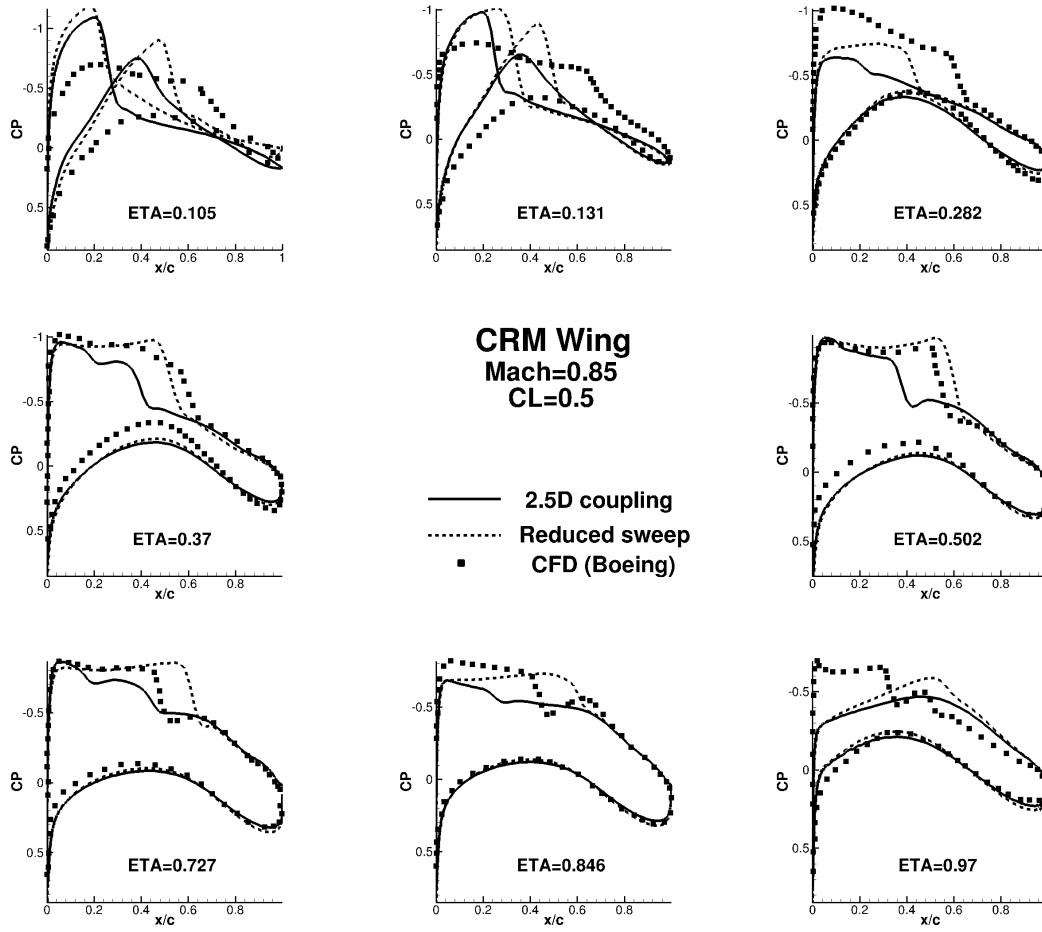 -1
-0.5
0
0.5
CP
ETA=0.105
0 0.2 0.4 0.6 0.8 1
x/c
-1
-0.5
0
0.5
CP
ETA=0.131
0 0.2 0.4 0.6 0.8
x/c
-1
-0.5
0
0.5
CP
ETA=0.282
0 0.2 0.4 0.6 0.8
x/c
-1
-0.5
0
0.5
CP
ETA=0.37
0 0.2 0.4 0.6 0.8
x/c
CRM Wing
Mach=0.85
CL=0.5
2.5D coupling
Reduced sweep
CFD (Boeing)
-0.5
0
0.5
CP
ETA=0.502
0 0.2 0.4 0.6 0.8
x/c
-0.5
0
0.5
CP
ETA=0.727
0 0.2 0.4 0.6 0.8
x/c
-0.5
0
0.5
CP
ETA=0.846
0 0.2 0.4 0.6 0.8
x/c
-0.5
0
0.5
CP
ETA=0.97
0 0.2 0.4 0.6 0.8
x/c